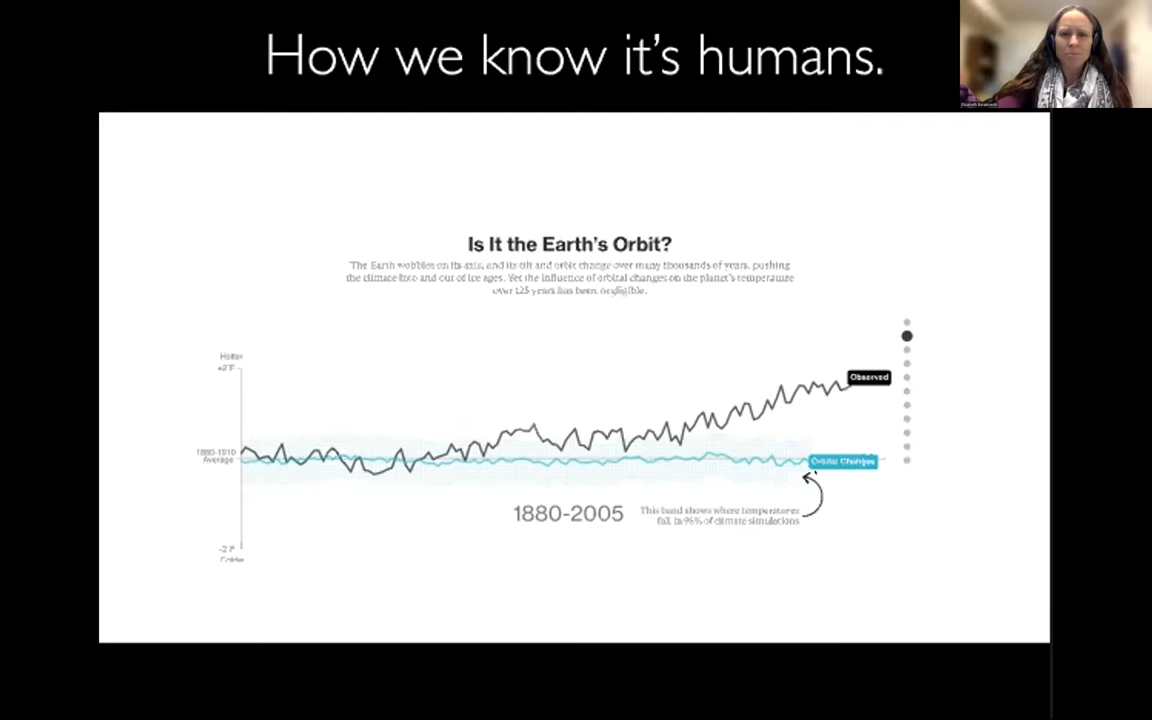 How we know it's humans.
Is It the Earth's Orbit?
The Earth wobbles on its axis, and its tilt and orbit change over many thousands of years, pushing
the climate into and out of ice ages. Yet the influence of orbital changes on the planet's temperature
over 125 years has been negligible.
Hotter
+2°F
Observed
1880-1910
Average
Orbital Changes
1880-2005
This band shows where temperatures
fall in 95% of climate simulations
-2°F
Colder